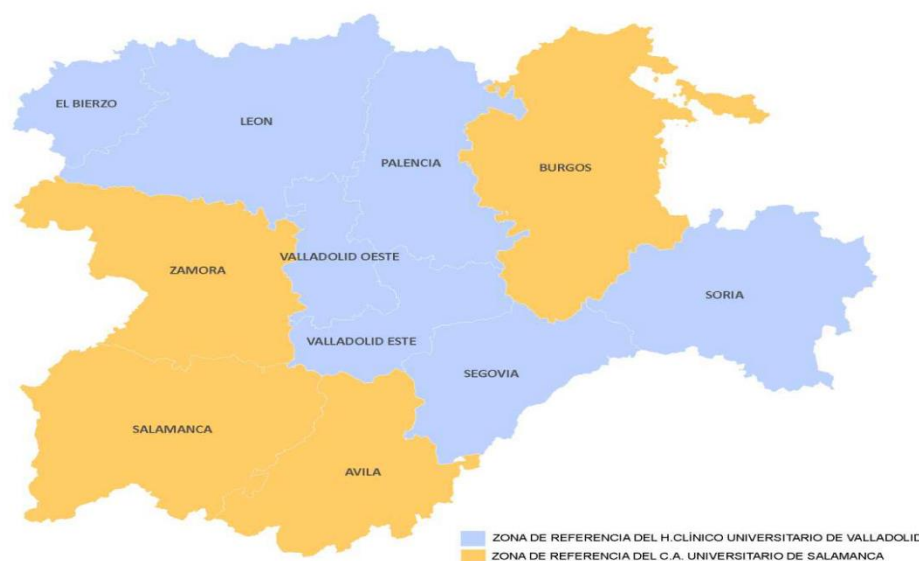 EL BIERZO
LEON
PALENCIA
BURGOS
VALLADOLID OESTE
ZAMORA
SORIA
VALLADOLID ESTE
SEGOVIA
SALAMANCA
AVILA
ZONA DE REFERENCIA DEL H.CLÍNICO UNIVERSITARIO DE VALLADOLID
ZONA DE REFERENCIA DEL C.A. UNIVERSITARIO DE SALAMANCA